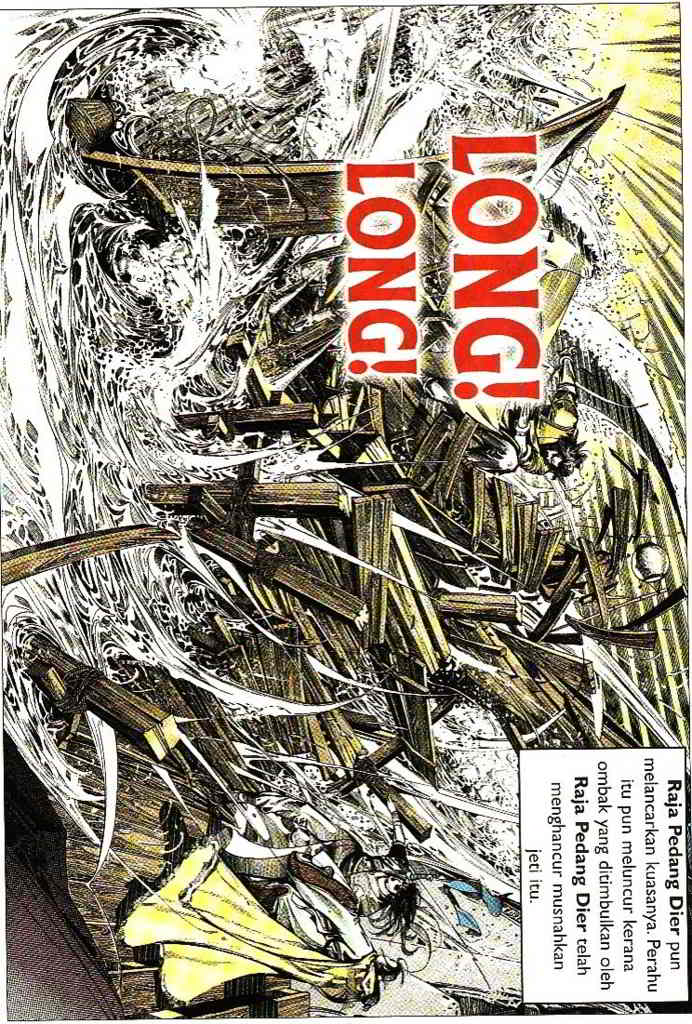 Raja Pedang Dier pun
melancarkan kuasanya. Perahu
itu pun meluncur kerana
ombak yang ditimbulkan oleh
Raja Pedang Dier telah
menghancur musnahkan
jeti itu.
LONG!
LONG!